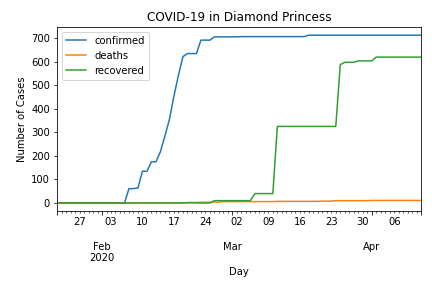 COVID-19 in Diamond Princess
confirmed
deaths
recovered
Number of Cases
700
600
500
400
300
200
100
0
27 03 10 17 24 02 09 16 23 30 06
Feb Mar Apr
2020
Day